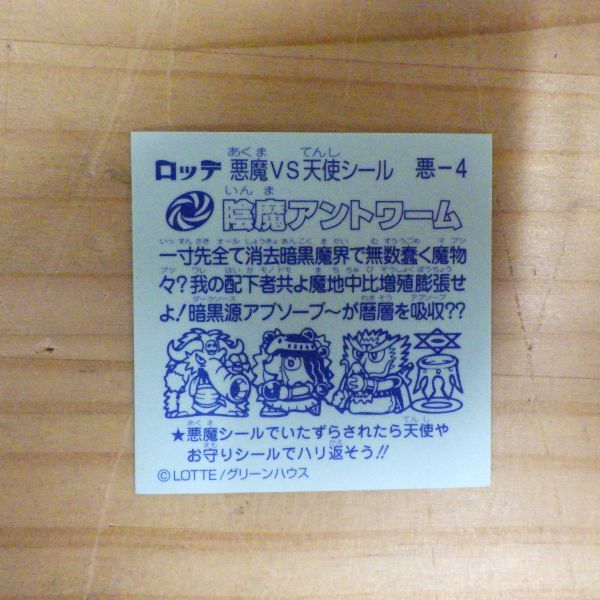 ロッテ 悪魔VS天使シール 悪-4
陰魔アントワーム
一寸先全て消去暗黒魔界で無数蠢く魔物
々?我の配下者共よ魔地中比増殖膨張せ
よ!暗黒源アブソーブ〜が暦層を吸収??
★悪魔シールでいたずらされたら天使や
お守りシールでハリ返そう!!
©LOTTE/グリーンハウス